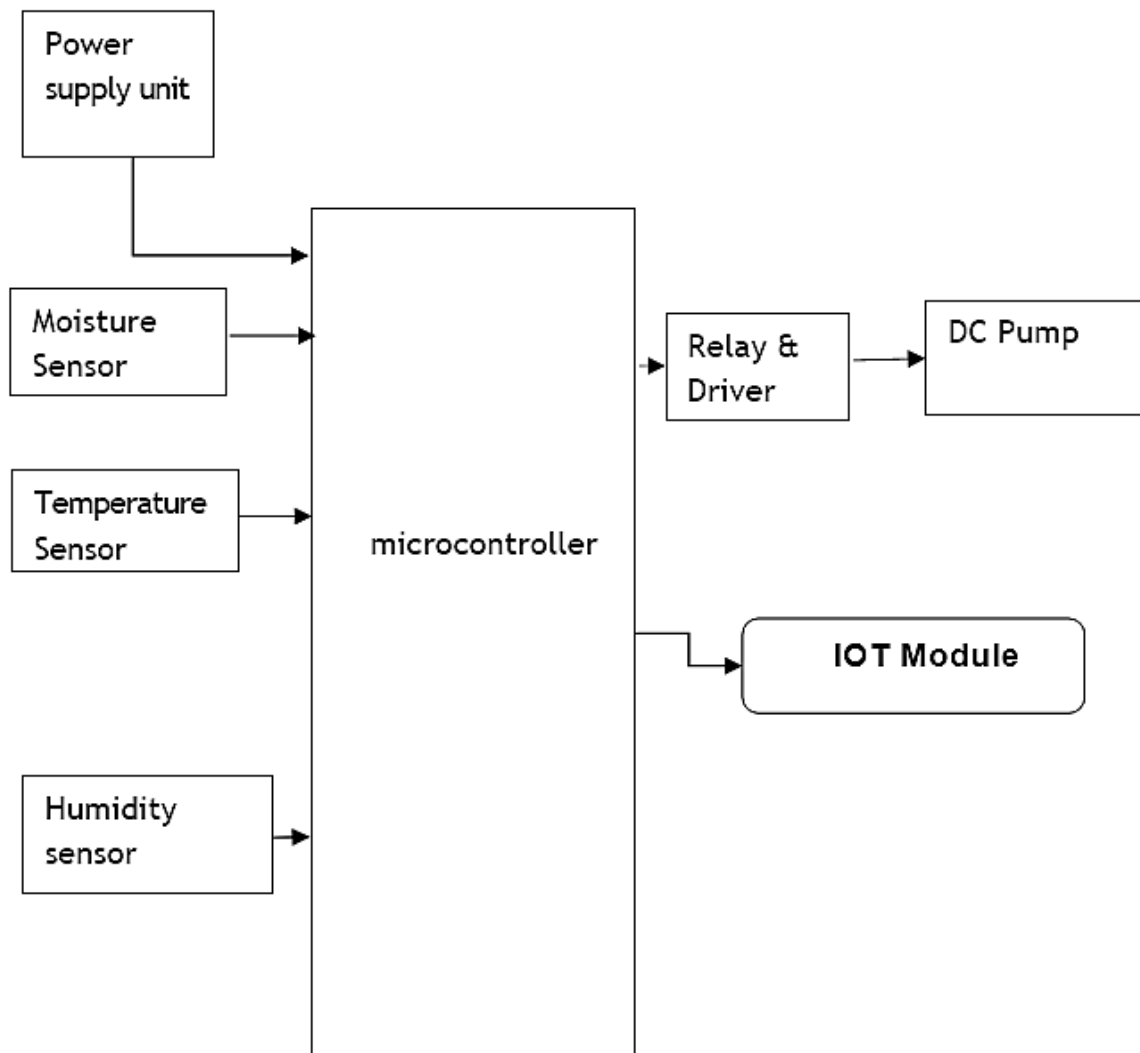 Power
supply unit
Moisture
Sensor
Temperature
Sensor
Humidity
sensor
microcontroller
Relay &
Driver
DC Pump
IOT Module